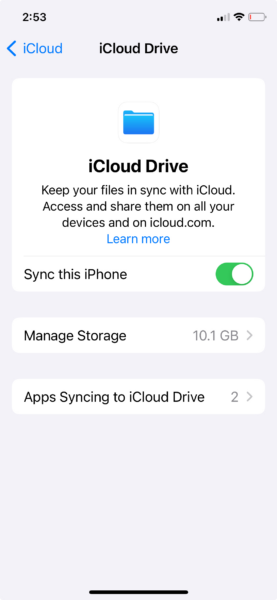 2:53
iCloud
iCloud Drive
iCloud Drive
Keep your files in sync with iCloud.
Access and share them on all your
devices and on icloud.com.
Learn more
Sync this iPhone
Manage Storage 10.1 GB
Apps Syncing to iCloud Drive 2